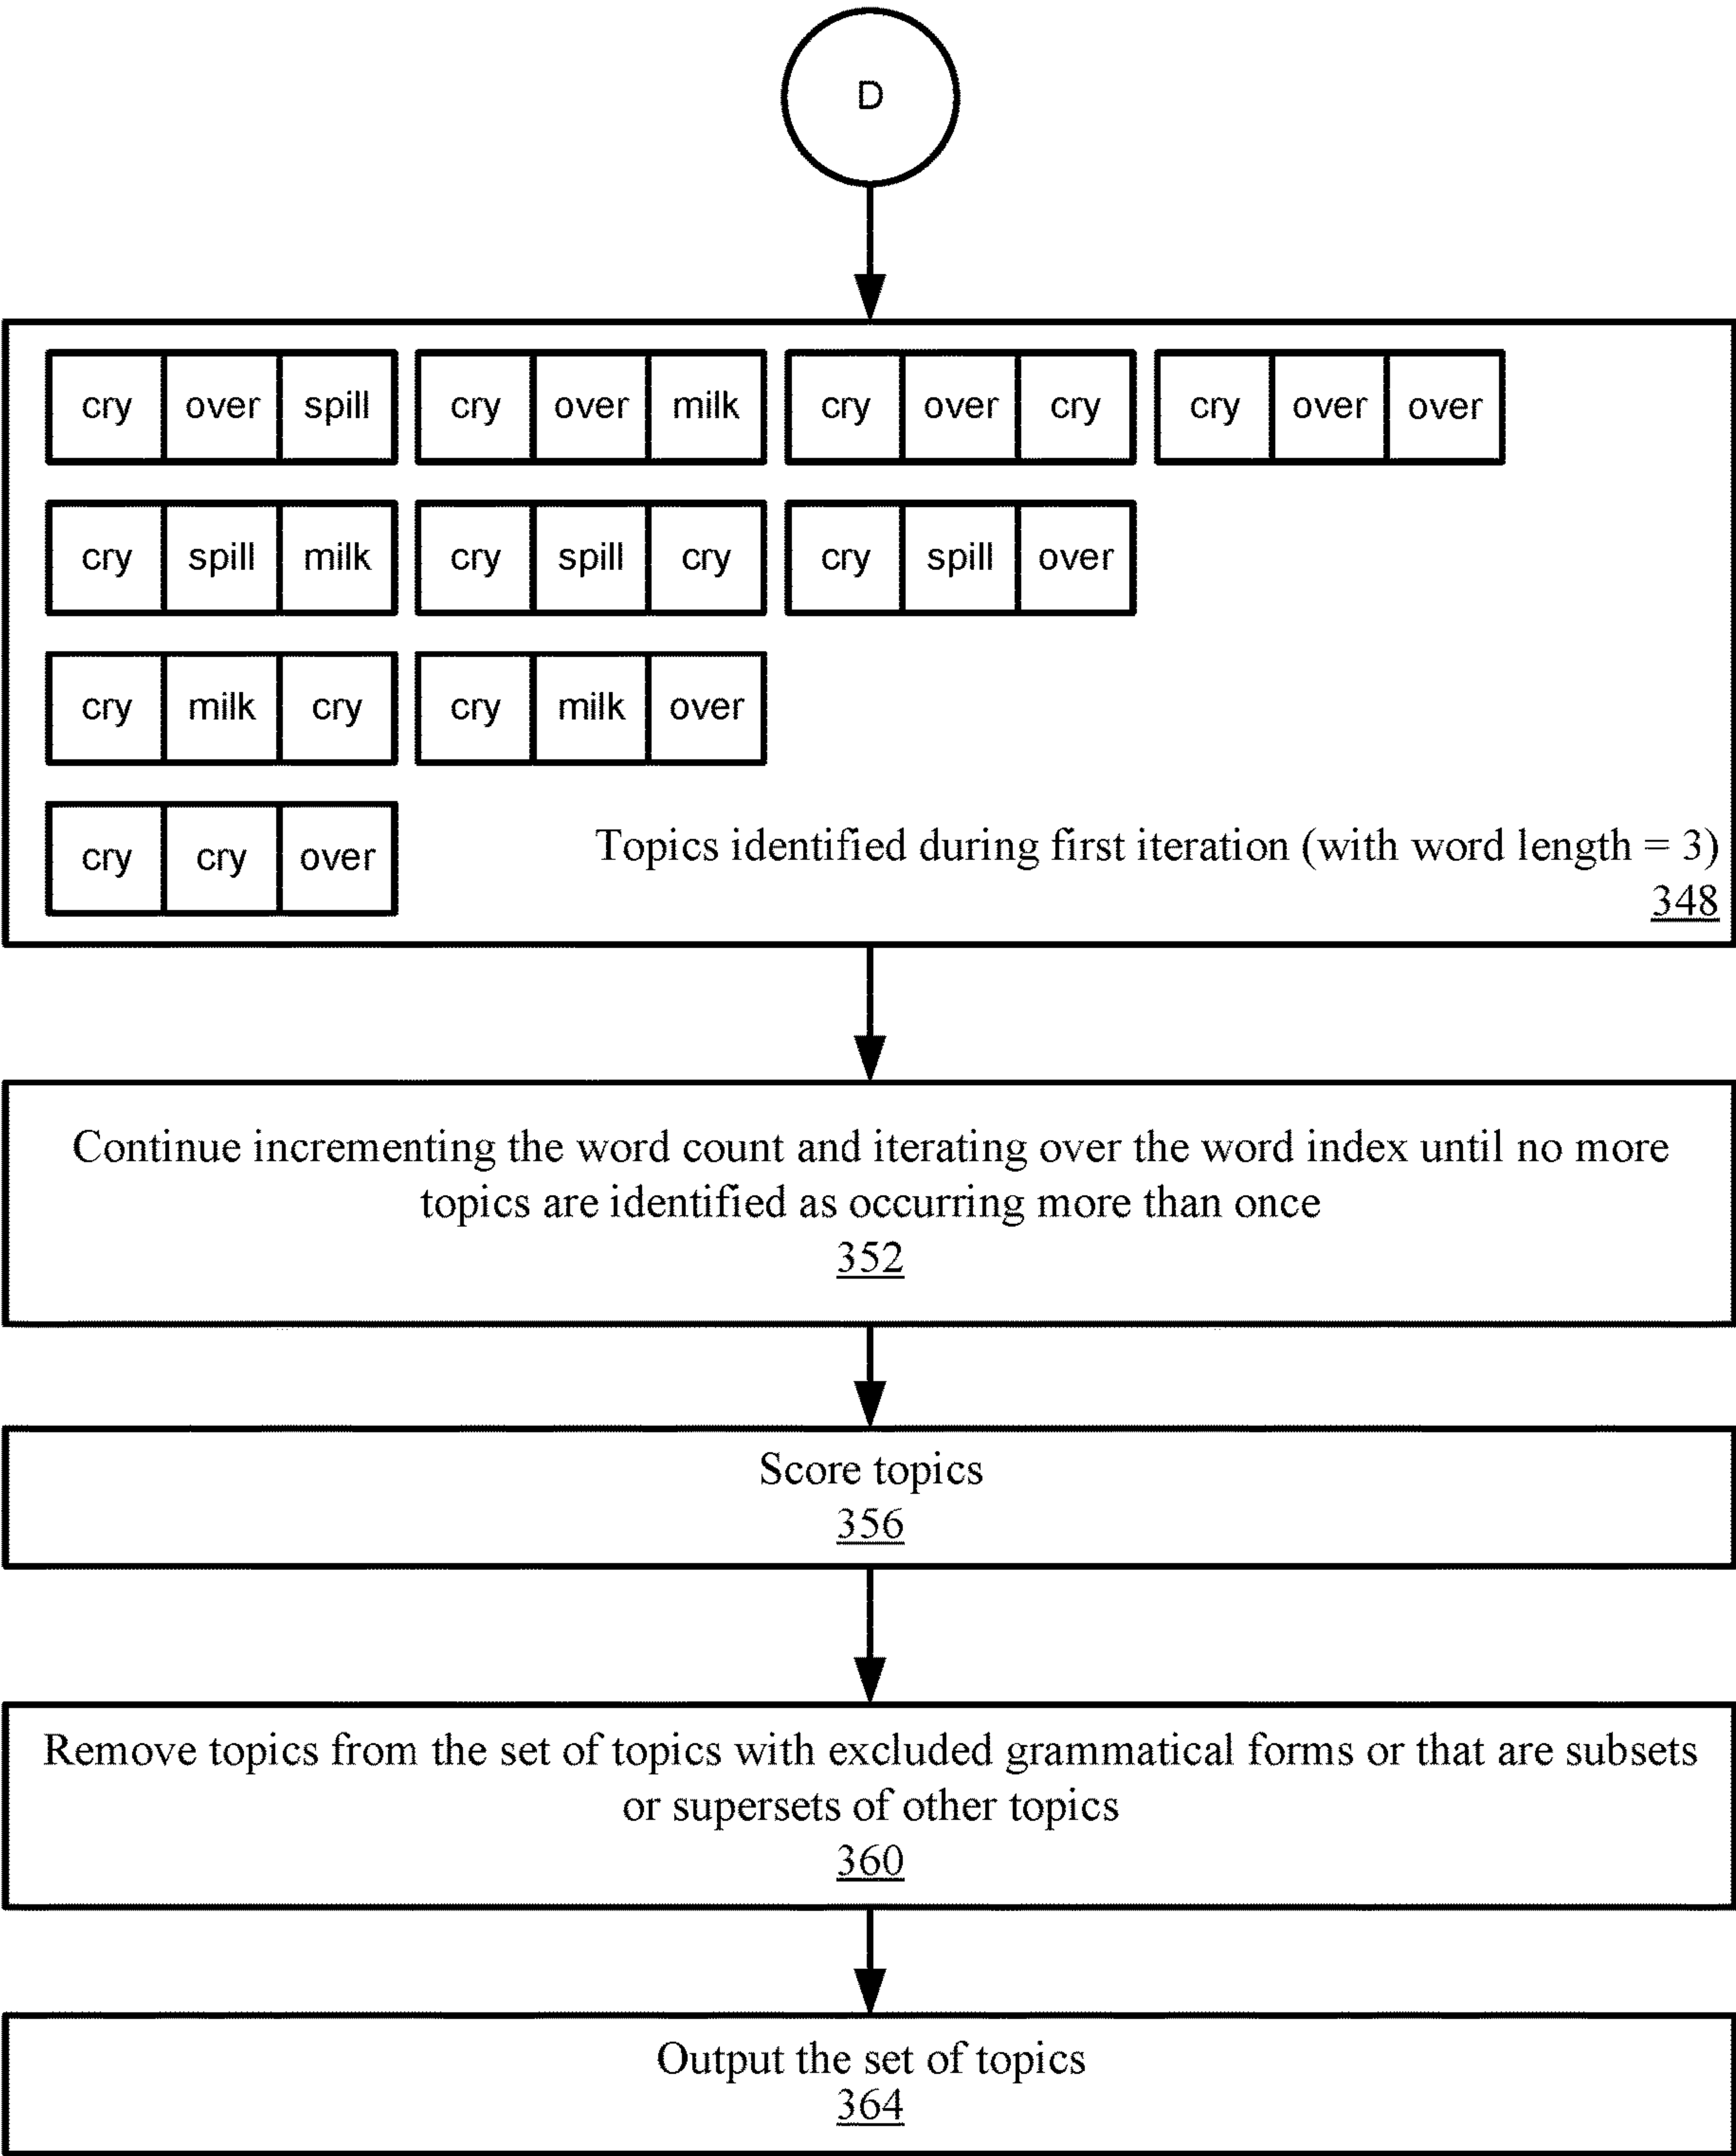 D
cry over spill cry over milk cry over cry cry over over
cry spill milk cry spill cry cry spill over
cry milk cry cry milk over
cry cry over
Topics identified during first iteration (with word length = 3)
348
Continue incrementing the word count and iterating over the word index until no more
topics are identified as occurring more than once
352
Score topics
356
Remove topics from the set of topics with excluded grammatical forms or that are subsets
or supersets of other topics
360
Output the set of topics
364